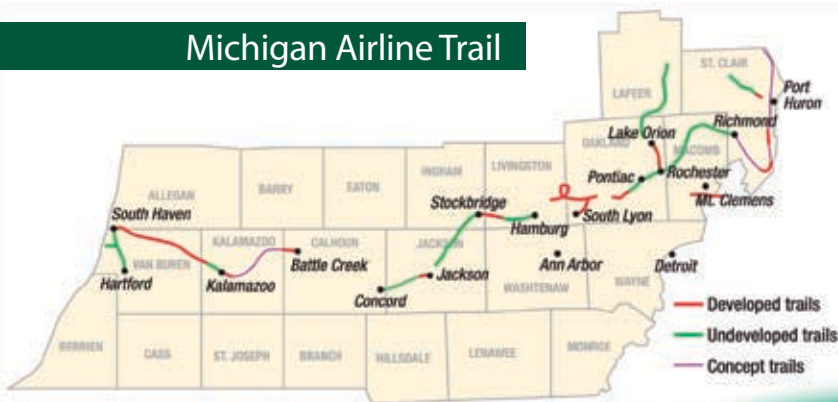 Michigan Airline Trail
ST. CLAIR
Port
Huron
LAPEER
Richmond
Lake Orion
OAKLAND
MACOMB
INGHAM
LIVINGSTON
Pontiac
Rochester
ALLEGAN
BARRY
EATON
Stockbridge
Mt. Clemens
South Haven
South Lyon
Hamburg
KALAMAZOO
CALHOUN
JACKSON
VAN BUREN
Battle Creek
Ann Arbor
Detroit
Hartford
Kalamazoo
Jackson
WASHTENAW
WAYNE
Concord
Developed trails
Undeveloped trails
BERRIEN
CASS
ST. JOSEPH
BRANCH
HILLSDALE
LENAWEE
MONROE
Concept trails